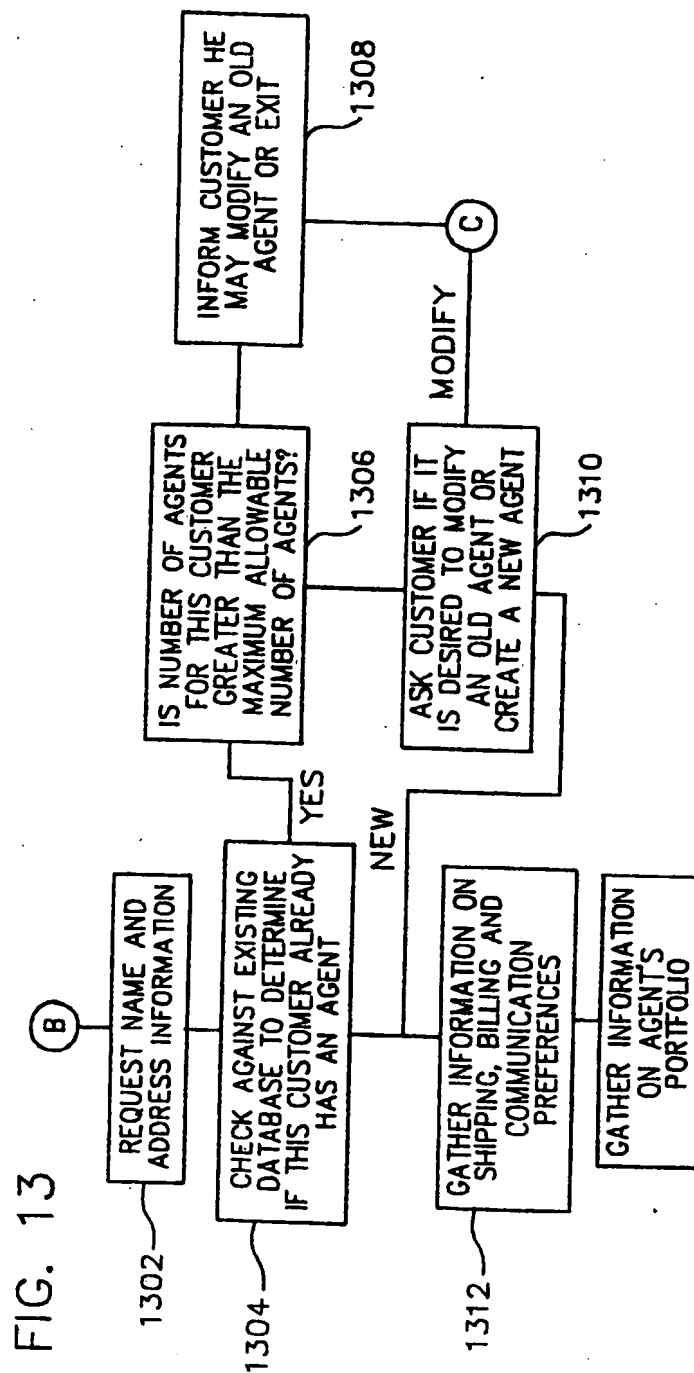 FIG. 13
B
REQUEST NAME AND
ADDRESS INFORMATION
1302
CHECK AGAINST EXISTING
DATABASE TO DETERMINE
IF THIS CUSTOMER ALREADY
HAS AN AGENT
1304
YES
IS NUMBER OF AGENTS
FOR THIS CUSTOMER
GREATER THAN THE
MAXIMUM ALLOWABLE
NUMBER OF AGENTS?
1306
INFORM CUSTOMER HE
MAY MODIFY AN OLD
AGENT OR EXIT
1308
C
MODIFY
ASK CUSTOMER IF IT
IS DESIRED TO MODIFY
AN OLD AGENT OR
CREATE A NEW AGENT
1310
NEW
GATHER INFORMATION ON
SHIPPING, BILLING AND
COMMUNICATION
PREFERENCES
1312
GATHER INFORMATION
ON AGENT'S
PORTFOLIO